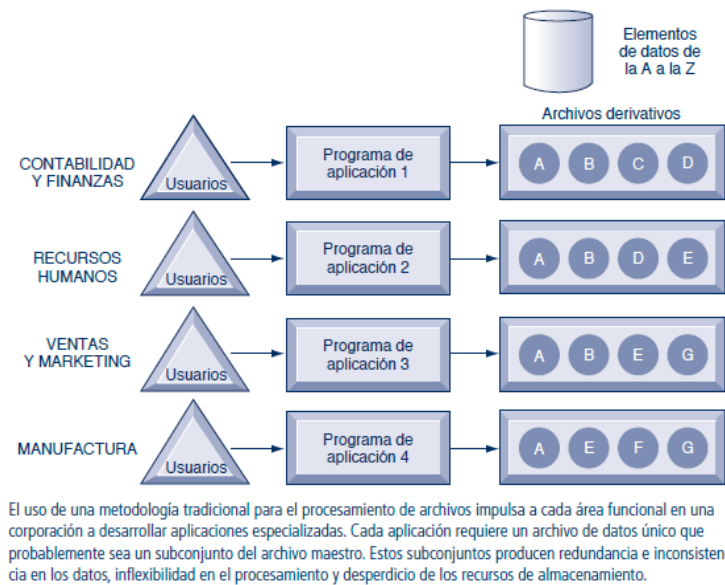 Elementos
de datos de
la A a la Z
Archivos derivativos
CONTABILIDAD
Y FINANZAS
Usuarios
Programa de
aplicación 1
A B C D
RECURSOS
HUMANOS
Usuarios
Programa de
aplicación 2
A B D E
VENTAS
Y MARKETING
Usuarios
Programa de
aplicación 3
A B E G
MANUFACTURA
Usuarios
Programa de
aplicación 4
A E F G
El uso de una metodología tradicional para el procesamiento de archivos impulsa a cada área funcional en una
corporación a desarrollar aplicaciones especializadas. Cada aplicación requiere un archivo de datos único que
probablemente sea un subconjunto del archivo maestro. Estos subconjuntos producen redundancia e inconsisten
cia en los datos, inflexibilidad en el procesamiento y desperdicio de los recursos de almacenamiento.